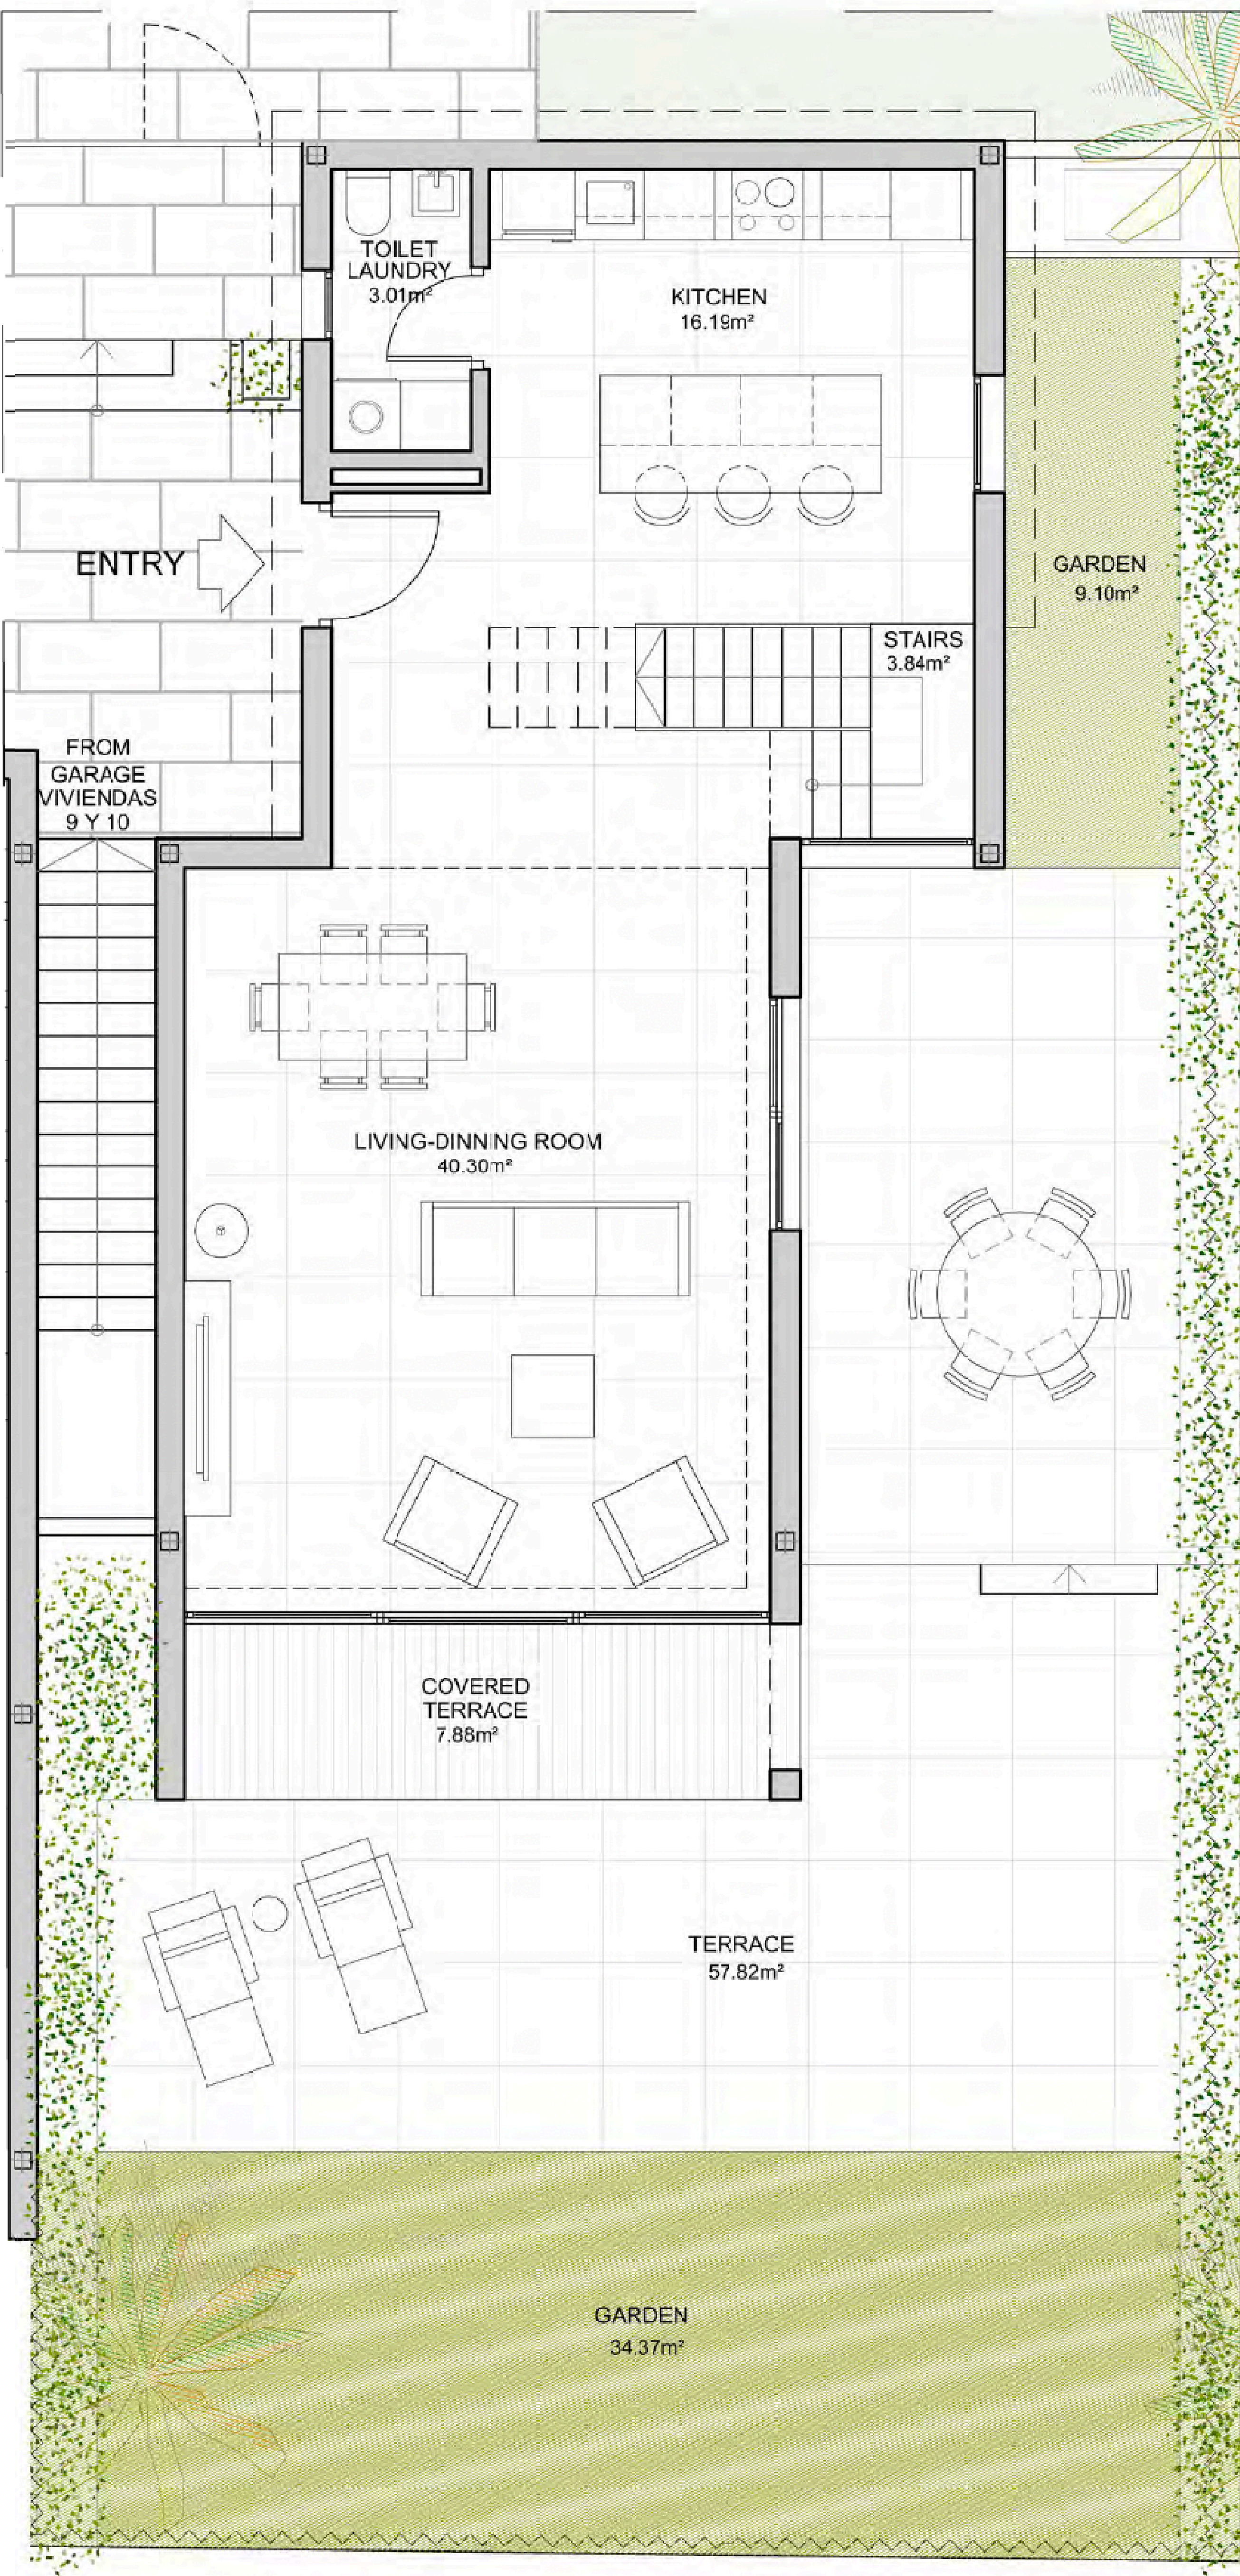 TOILET
LAUNDRY
3.01m²
KITCHEN
16.19m²
ENTRY
GARDEN
9.10m²
STAIRS
3.84m²
FROM
GARAGE
VIVIENDAS
9 Y 10
LIVING-DINNING ROOM
40.30m²
COVERED
TERRACE
7.88m²
TERRACE
57.82m²
GARDEN
34.37m²